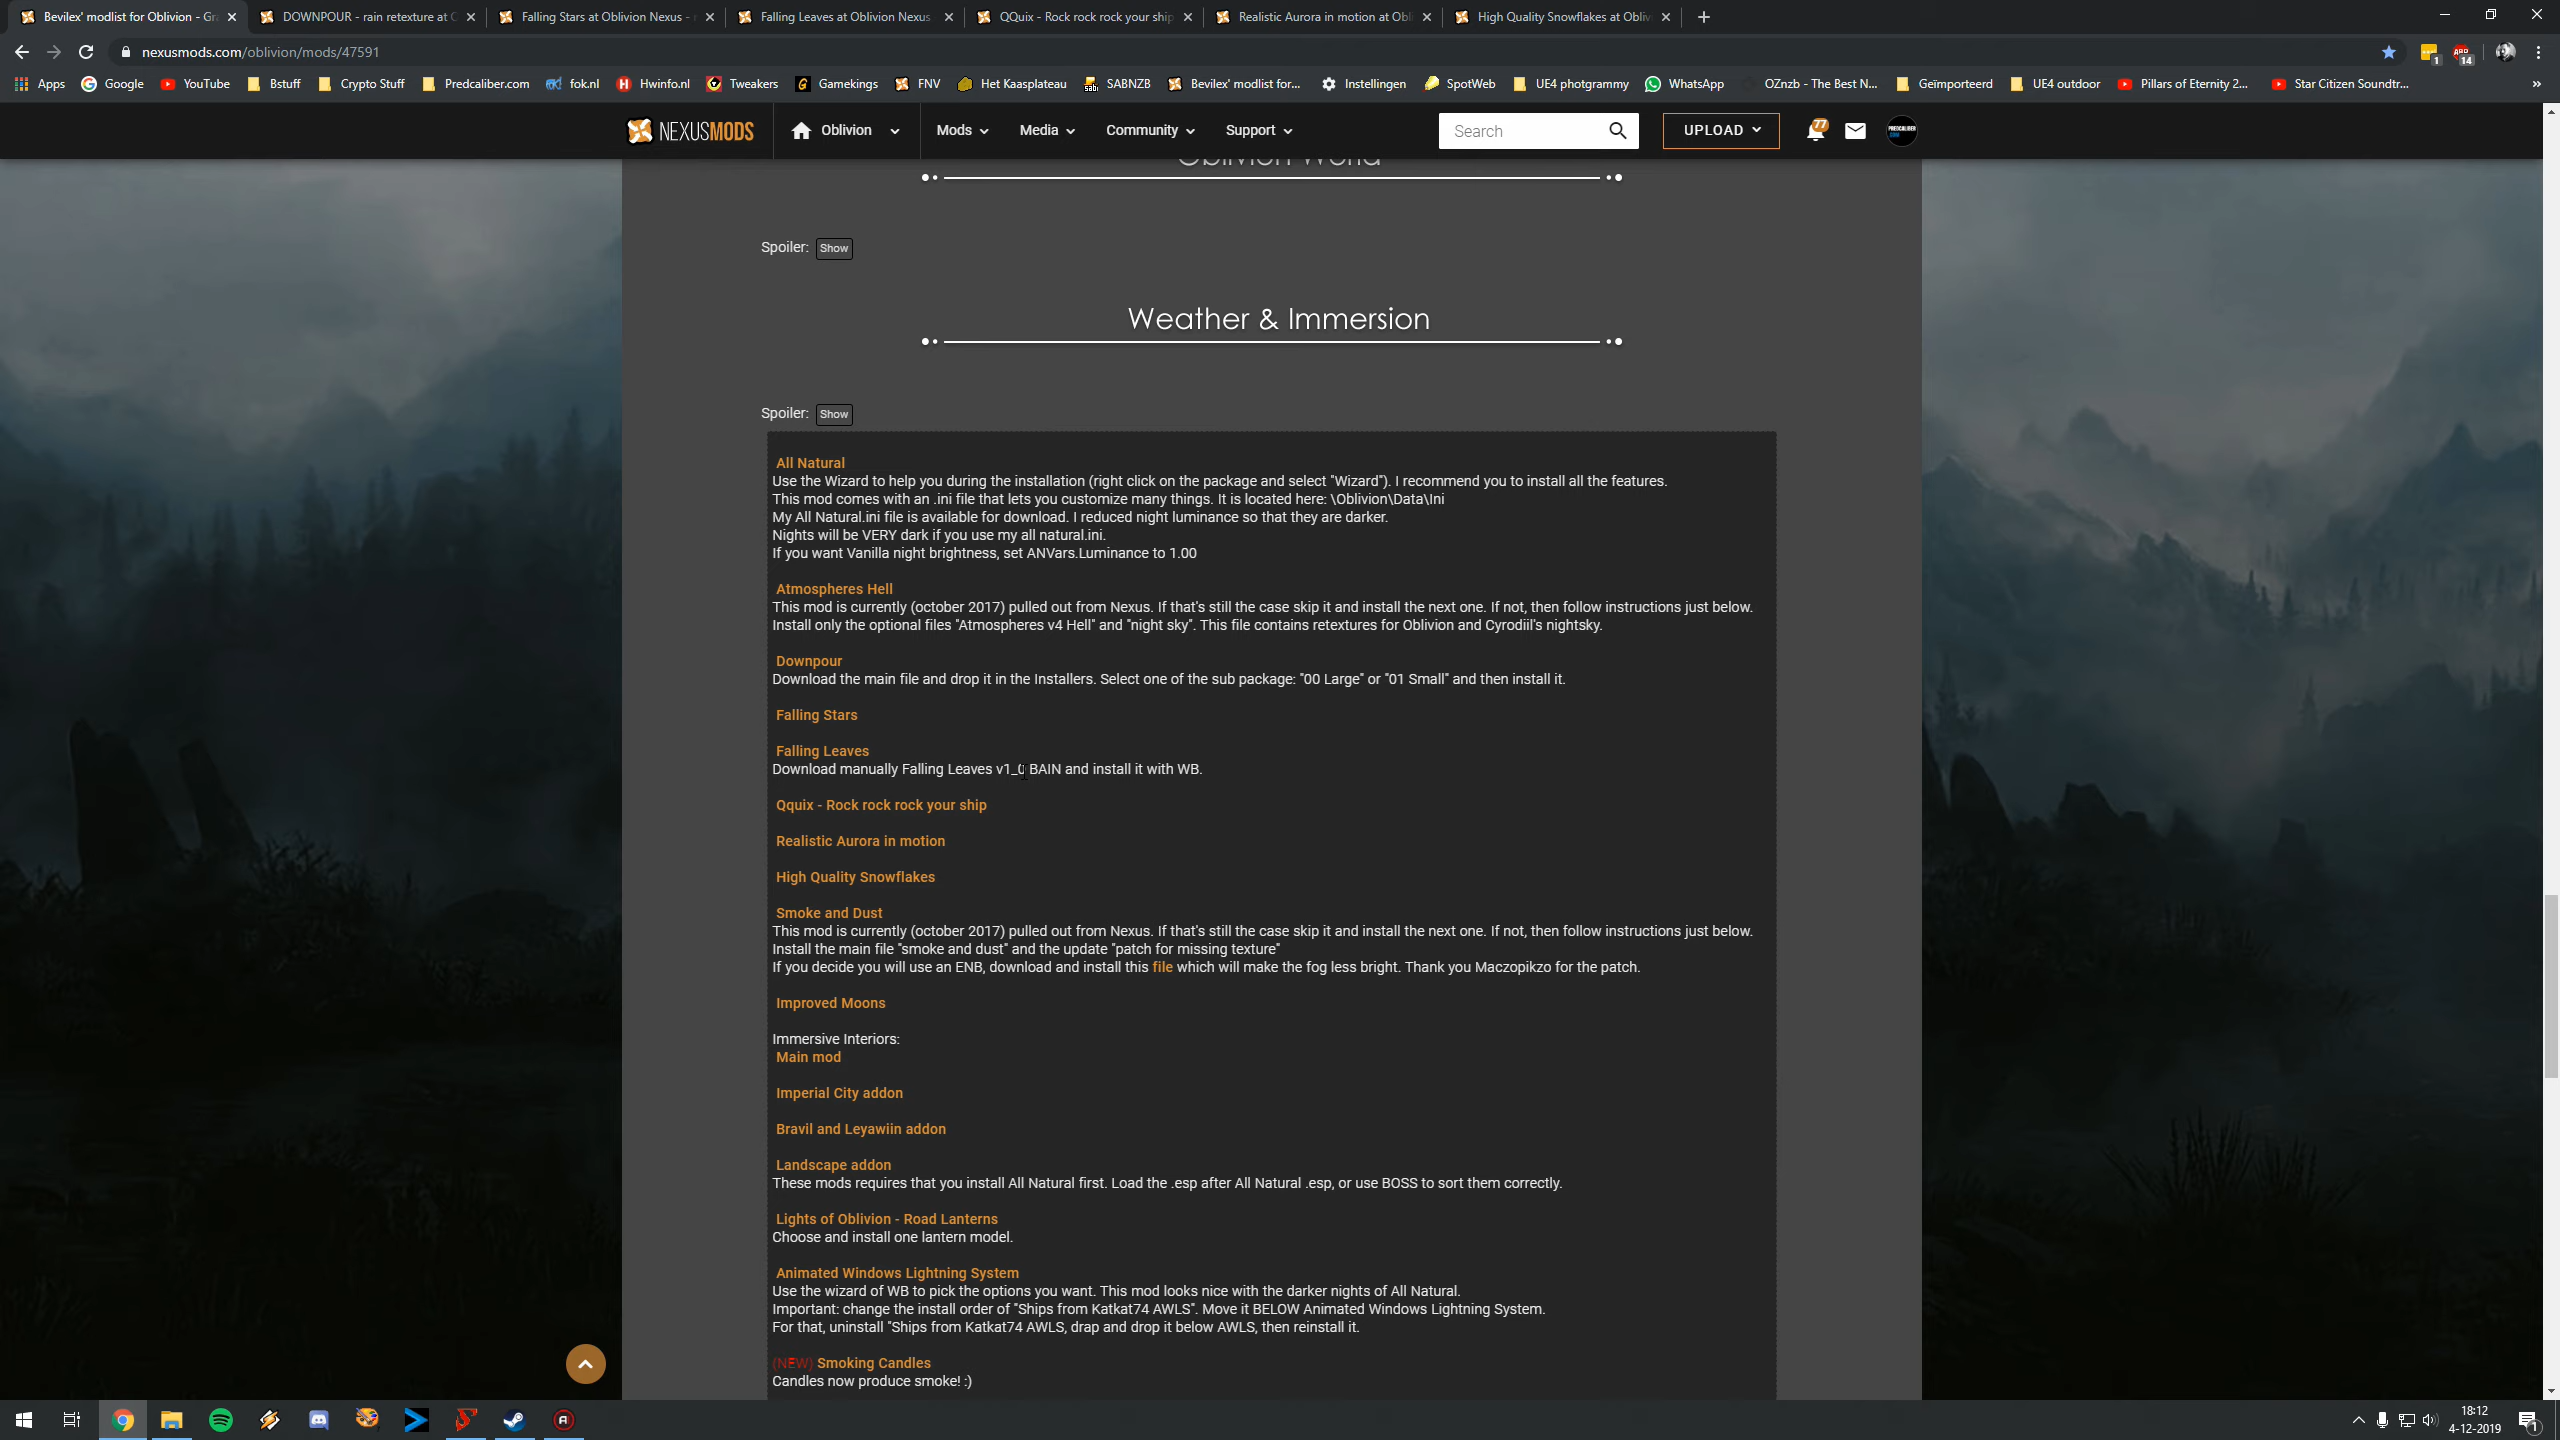 Bevilex' modlist for Oblivion - Gr
DOWNPOUR - rain retexture at O
Falling Stars at Oblivion Nexus -
Falling Leaves at Oblivion Nexus
QQuix - Rock rock rock your ship
Realistic Aurora in motion at Obl
High Quality Snowflakes at Obliv
nexusmods.com/oblivion/mods/47591
1
14
Apps
Google
YouTube
Bstuff
Crypto Stuff
Predcaliber.com
fok.nl
Hwinfo.nl
Tweakers
Gamekings
FNV
Het Kaasplateau
SABNZB
Bevilex' modlist for...
Instellingen
SpotWeb
UE4 photgrammy
WhatsApp
OZnzb - The Best N...
Geïmporteerd
UE4 outdoor
Pillars of Eternity 2...
Star Citizen Soundtr...
NEXUSMODS
Oblivion
Mods
Media
Community
Support
Search
UPLOAD
77
Oblivion World
Spoiler: Show
Weather & Immersion
Spoiler: Show
All Natural
Use the Wizard to help you during the installation (right click on the package and select "Wizard"). I recommend you to install all the features.
This mod comes with an .ini file that lets you customize many things. It is located here: \Oblivion\Data\Ini
My All Natural.ini file is available for download. I reduced night luminance so that they are darker.
Nights will be VERY dark if you use my all natural.ini.
If you want Vanilla night brightness, set ANVars.Luminance to 1.00
Atmospheres Hell
This mod is currently (october 2017) pulled out from Nexus. If that's still the case skip it and install the next one. If not, then follow instructions just below.
Install only the optional files "Atmospheres v4 Hell" and "night sky". This file contains retextures for Oblivion and Cyrodiil's nightsky.
Downpour
Download the main file and drop it in the Installers. Select one of the sub package: "00 Large" or "01 Small" and then install it.
Falling Stars
Falling Leaves
Download manually Falling Leaves v1_0 BAIN and install it with WB.
Qquix - Rock rock rock your ship
Realistic Aurora in motion
High Quality Snowflakes
Smoke and Dust
This mod is currently (october 2017) pulled out from Nexus. If that's still the case skip it and install the next one. If not, then follow instructions just below.
Install the main file "smoke and dust" and the update "patch for missing texture"
If you decide you will use an ENB, download and install this file which will make the fog less bright. Thank you Maczopikzo for the patch.
Improved Moons
Immersive Interiors:
Main mod
Imperial City addon
Bravil and Leyawiin addon
Landscape addon
These mods requires that you install All Natural first. Load the .esp after All Natural .esp, or use BOSS to sort them correctly.
Lights of Oblivion - Road Lanterns
Choose and install one lantern model.
Animated Windows Lightning System
Use the wizard of WB to pick the options you want. This mod looks nice with the darker nights of All Natural.
Important: change the install order of "Ships from Katkat74 AWLS". Move it BELOW Animated Windows Lightning System.
For that, uninstall "Ships from Katkat74 AWLS, drap and drop it below AWLS, then reinstall it.
(NEW) Smoking Candles
Candles now produce smoke! :)
18:12
4-12-2019
1